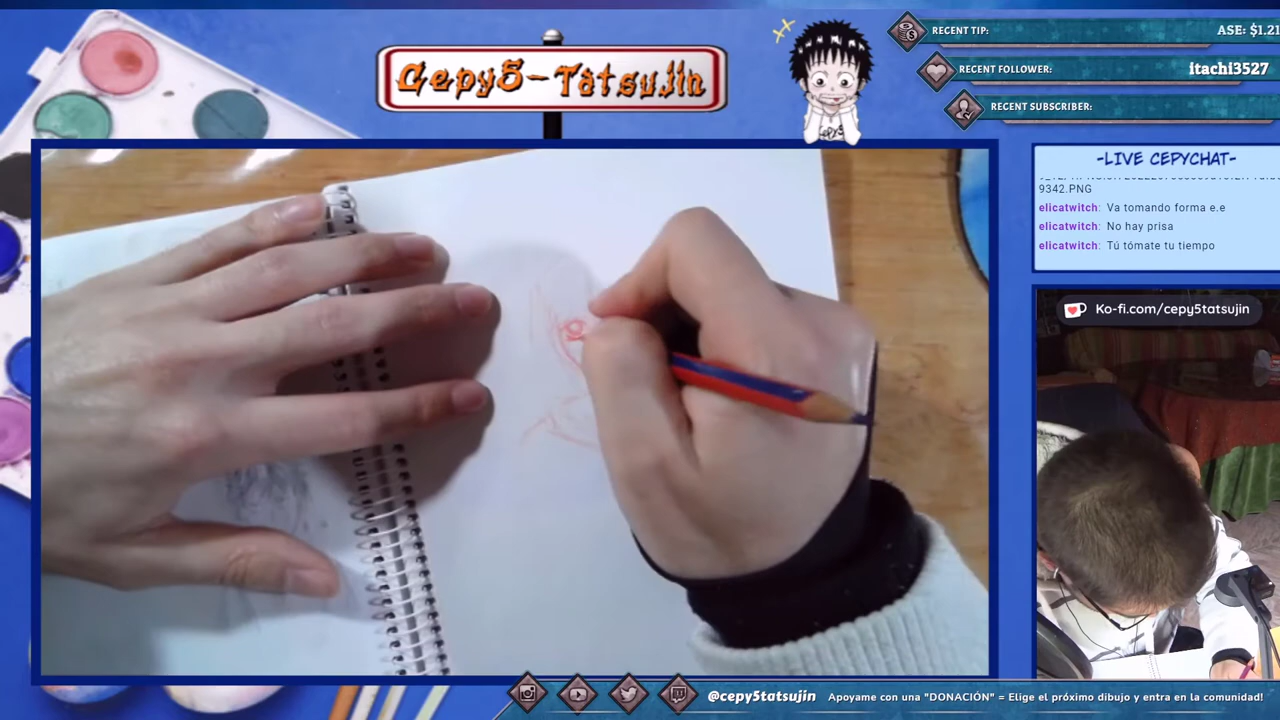 Cepy5-Tatsujin
RECENT TIP: ASE: $1.21
RECENT FOLLOWER: itachi3527
RECENT SUBSCRIBER:
-LIVE CEPYCHAT-
9342.PNG
elicatwitch: Va tomando forma e.e
elicatwitch: No hay prisa
elicatwitch: Tú tómate tu tiempo
Ko-fi.com/cepy5tatsujin
@cepy5tatsujin Apoyame con una "DONACIÓN" = Elige el próximo dibujo y entra en la comunidad!